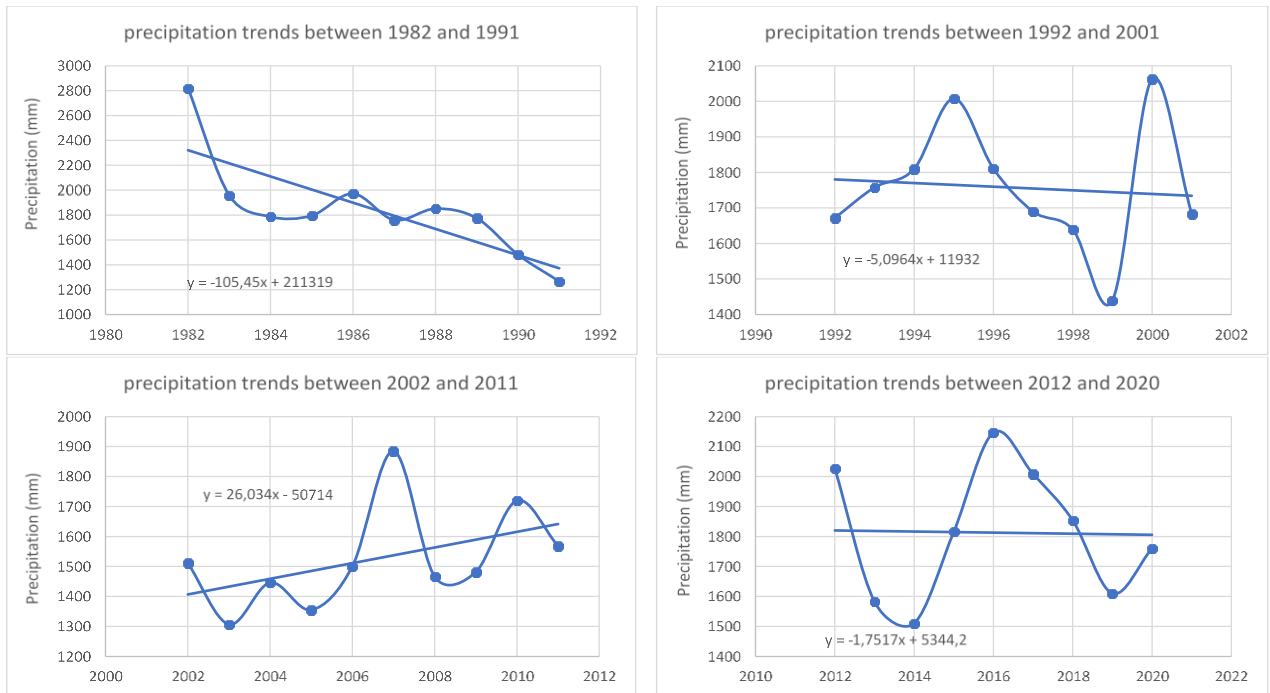 precipitation trends between 1982 and 1991
Precipitation (mm)
3000
2800
2600
2400
2200
2000
1800
1600
1400
1200
1000
y = -105,45x + 211319
1980 1982 1984 1986 1988 1990 1992
precipitation trends between 1992 and 2001
Precipitation (mm)
2100
2000
1900
1800
1700
1600
1500
1400
y = -5,0964x + 11932
1990 1992 1994 1996 1998 2000 2002
precipitation trends between 2002 and 2011
Precipitation (mm)
2000
1900
1800
1700
1600
1500
1400
1300
1200
y = 26,034x - 50714
2000 2002 2004 2006 2008 2010 2012
precipitation trends between 2012 and 2020
Precipitation (mm)
2200
2100
2000
1900
1800
1700
1600
1500
1400
y = -1,7517x + 5344,2
2010 2012 2014 2016 2018 2020 2022